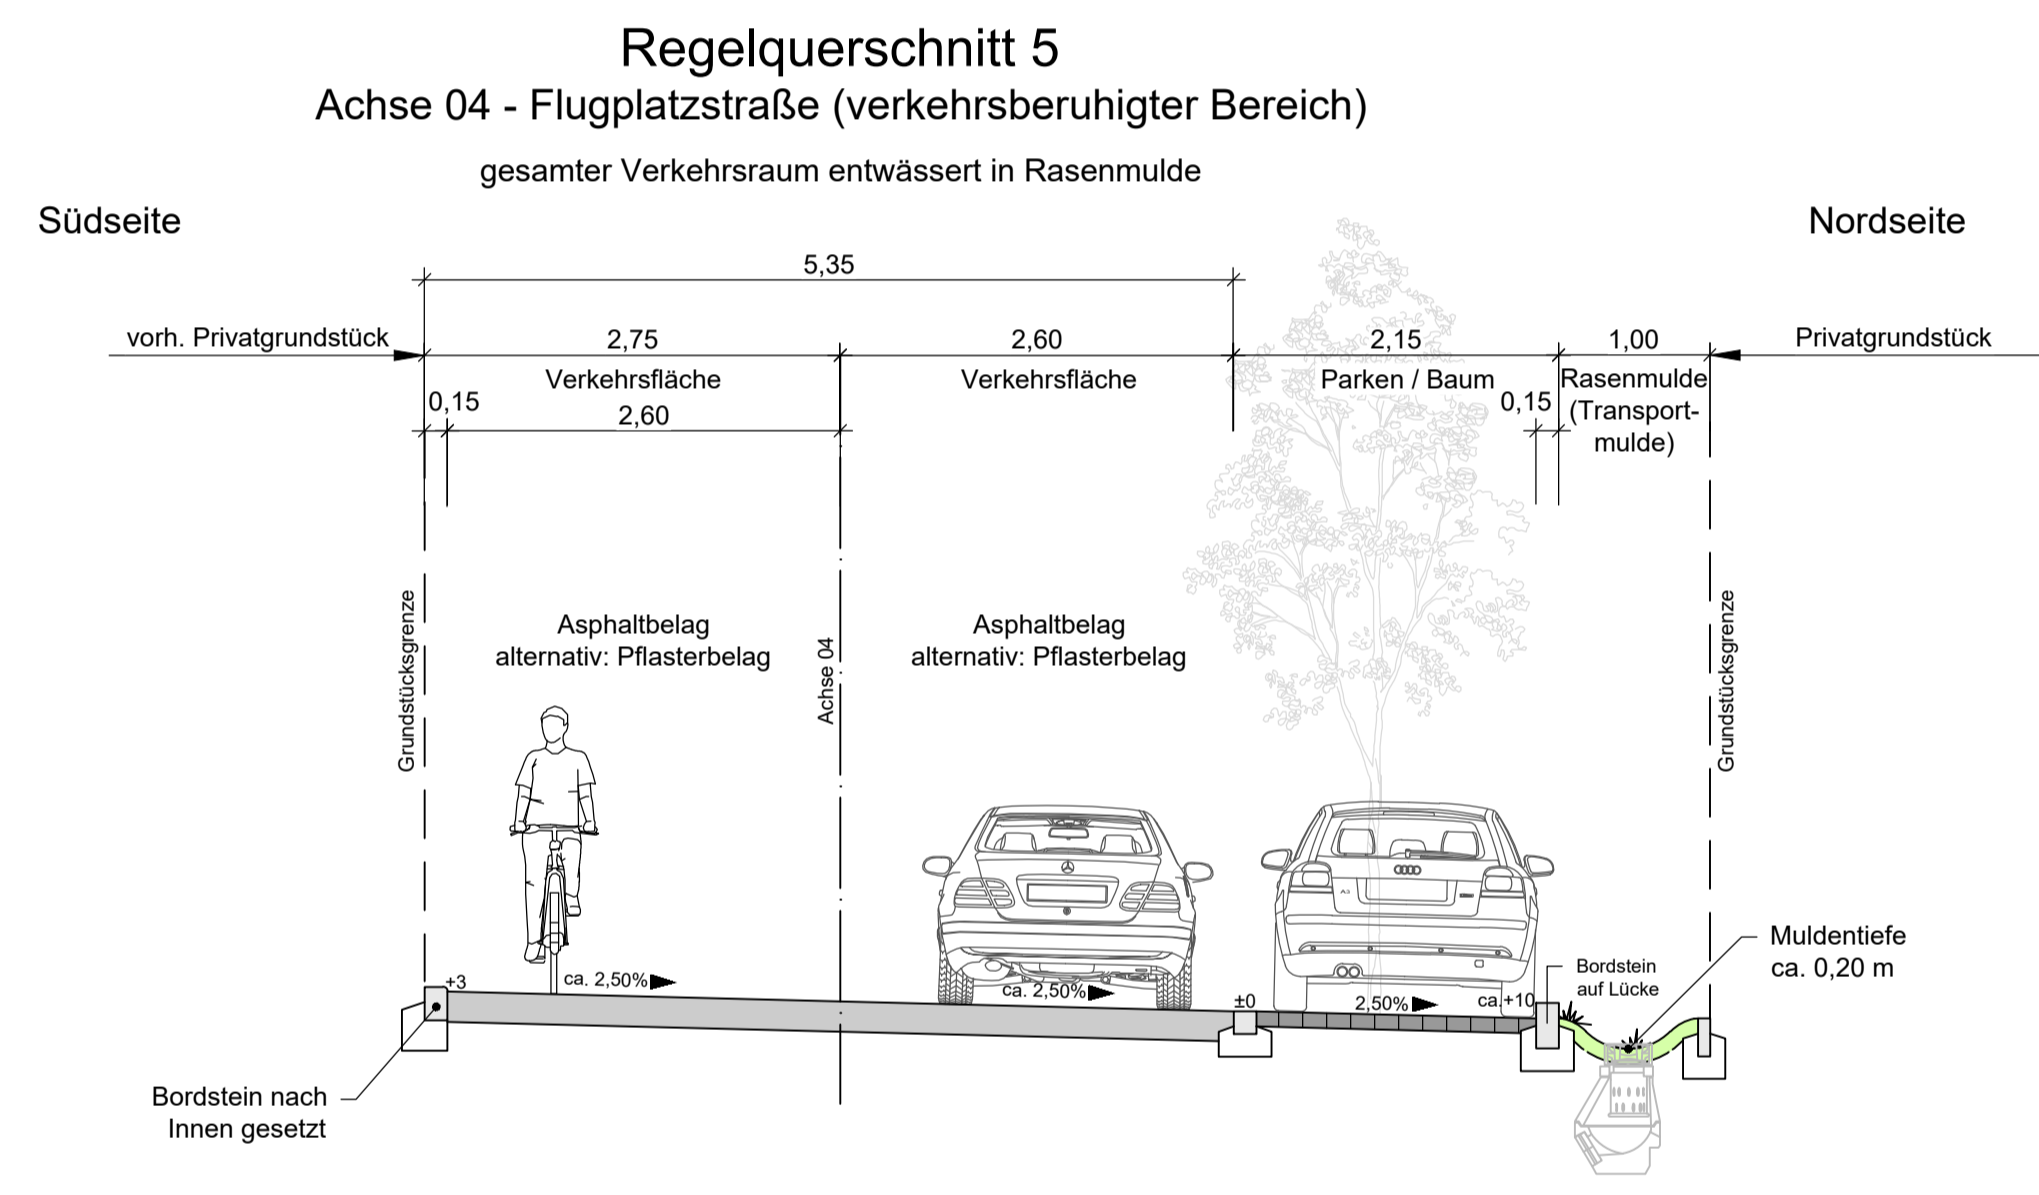 Regelquerschnitt 5
Achse 04 - Flugplatzstraße (verkehrsberuhigter Bereich)
gesamter Verkehrsraum entwässert in Rasenmulde
Südseite
Nordseite
5,35
vorh. Privatgrundstück
2,75
2,60
2,15
1,00
Privatgrundstück
Verkehrsfläche
Verkehrsfläche
Parken / Baum
Rasenmulde
(Transport-
mulde)
0,15
2,60
0,15
Grundstücksgrenze
Asphaltbelag
alternativ: Pflasterbelag
Achse 04
Asphaltbelag
alternativ: Pflasterbelag
Grundstücksgrenze
A3
Muldentiefe
ca. 0,20 m
Bordstein
auf Lücke
+3
ca. 2,50%
ca. 2,50%
±0
2,50%
ca.+10
Bordstein nach
Innen gesetzt